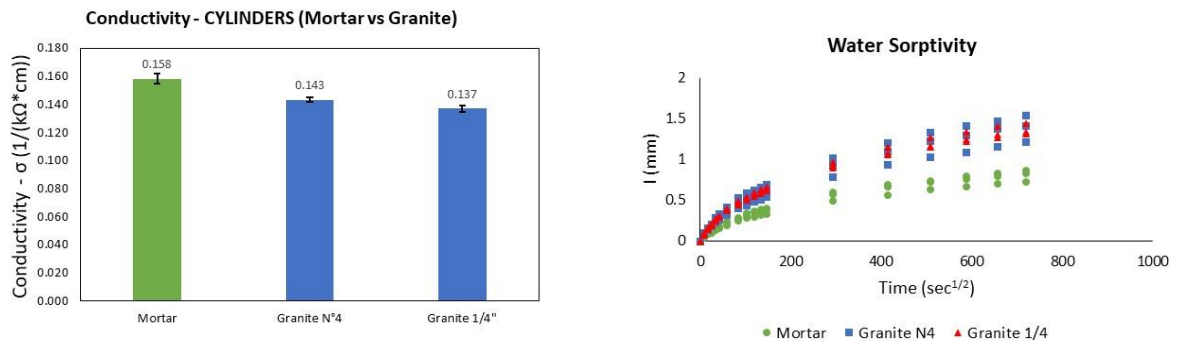 Conductivity - CYLINDERS (Mortar vs Granite)
Conductivity - σ (1/(kΩ*cm))
0.180
0.160
0.140
0.120
0.100
0.080
0.060
0.040
0.020
0.000
0.158
0.143
0.137
Mortar
Granite N°4
Granite 1/4"
Water Sorptivity
I (mm)
2
1.5
1
0.5
0
0
200
400
600
800
1000
Time (sec1/2)
Mortar
Granite N4
Granite 1/4